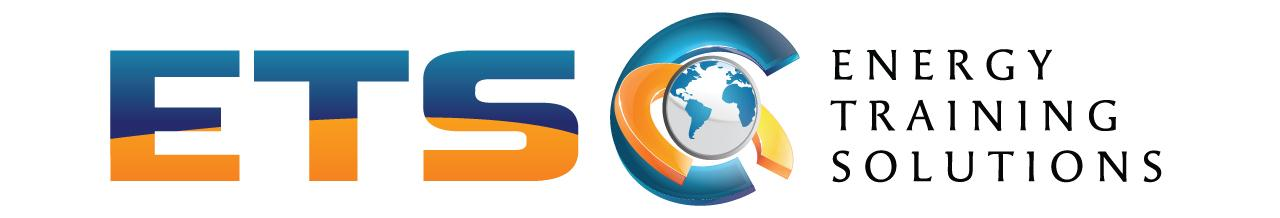 ETS
ENERGY
TRAINING
SOLUTIONS